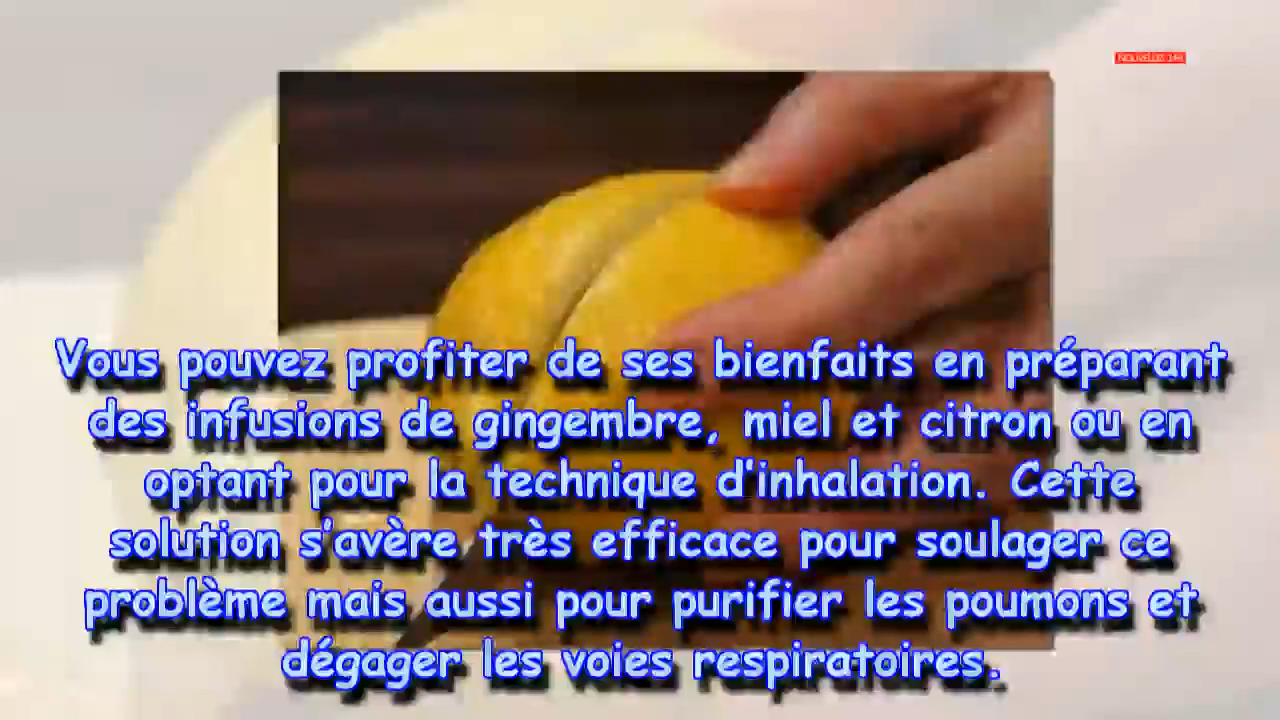 Vous pouvez profiter de ses bienfaits en préparant
des infusions de gingembre, miel et citron ou en
optant pour la technique d'inhalation. Cette
solution s'avère très efficace pour soulager ce
problème mais aussi pour purifier les poumons et
dégager les voies respiratoires.